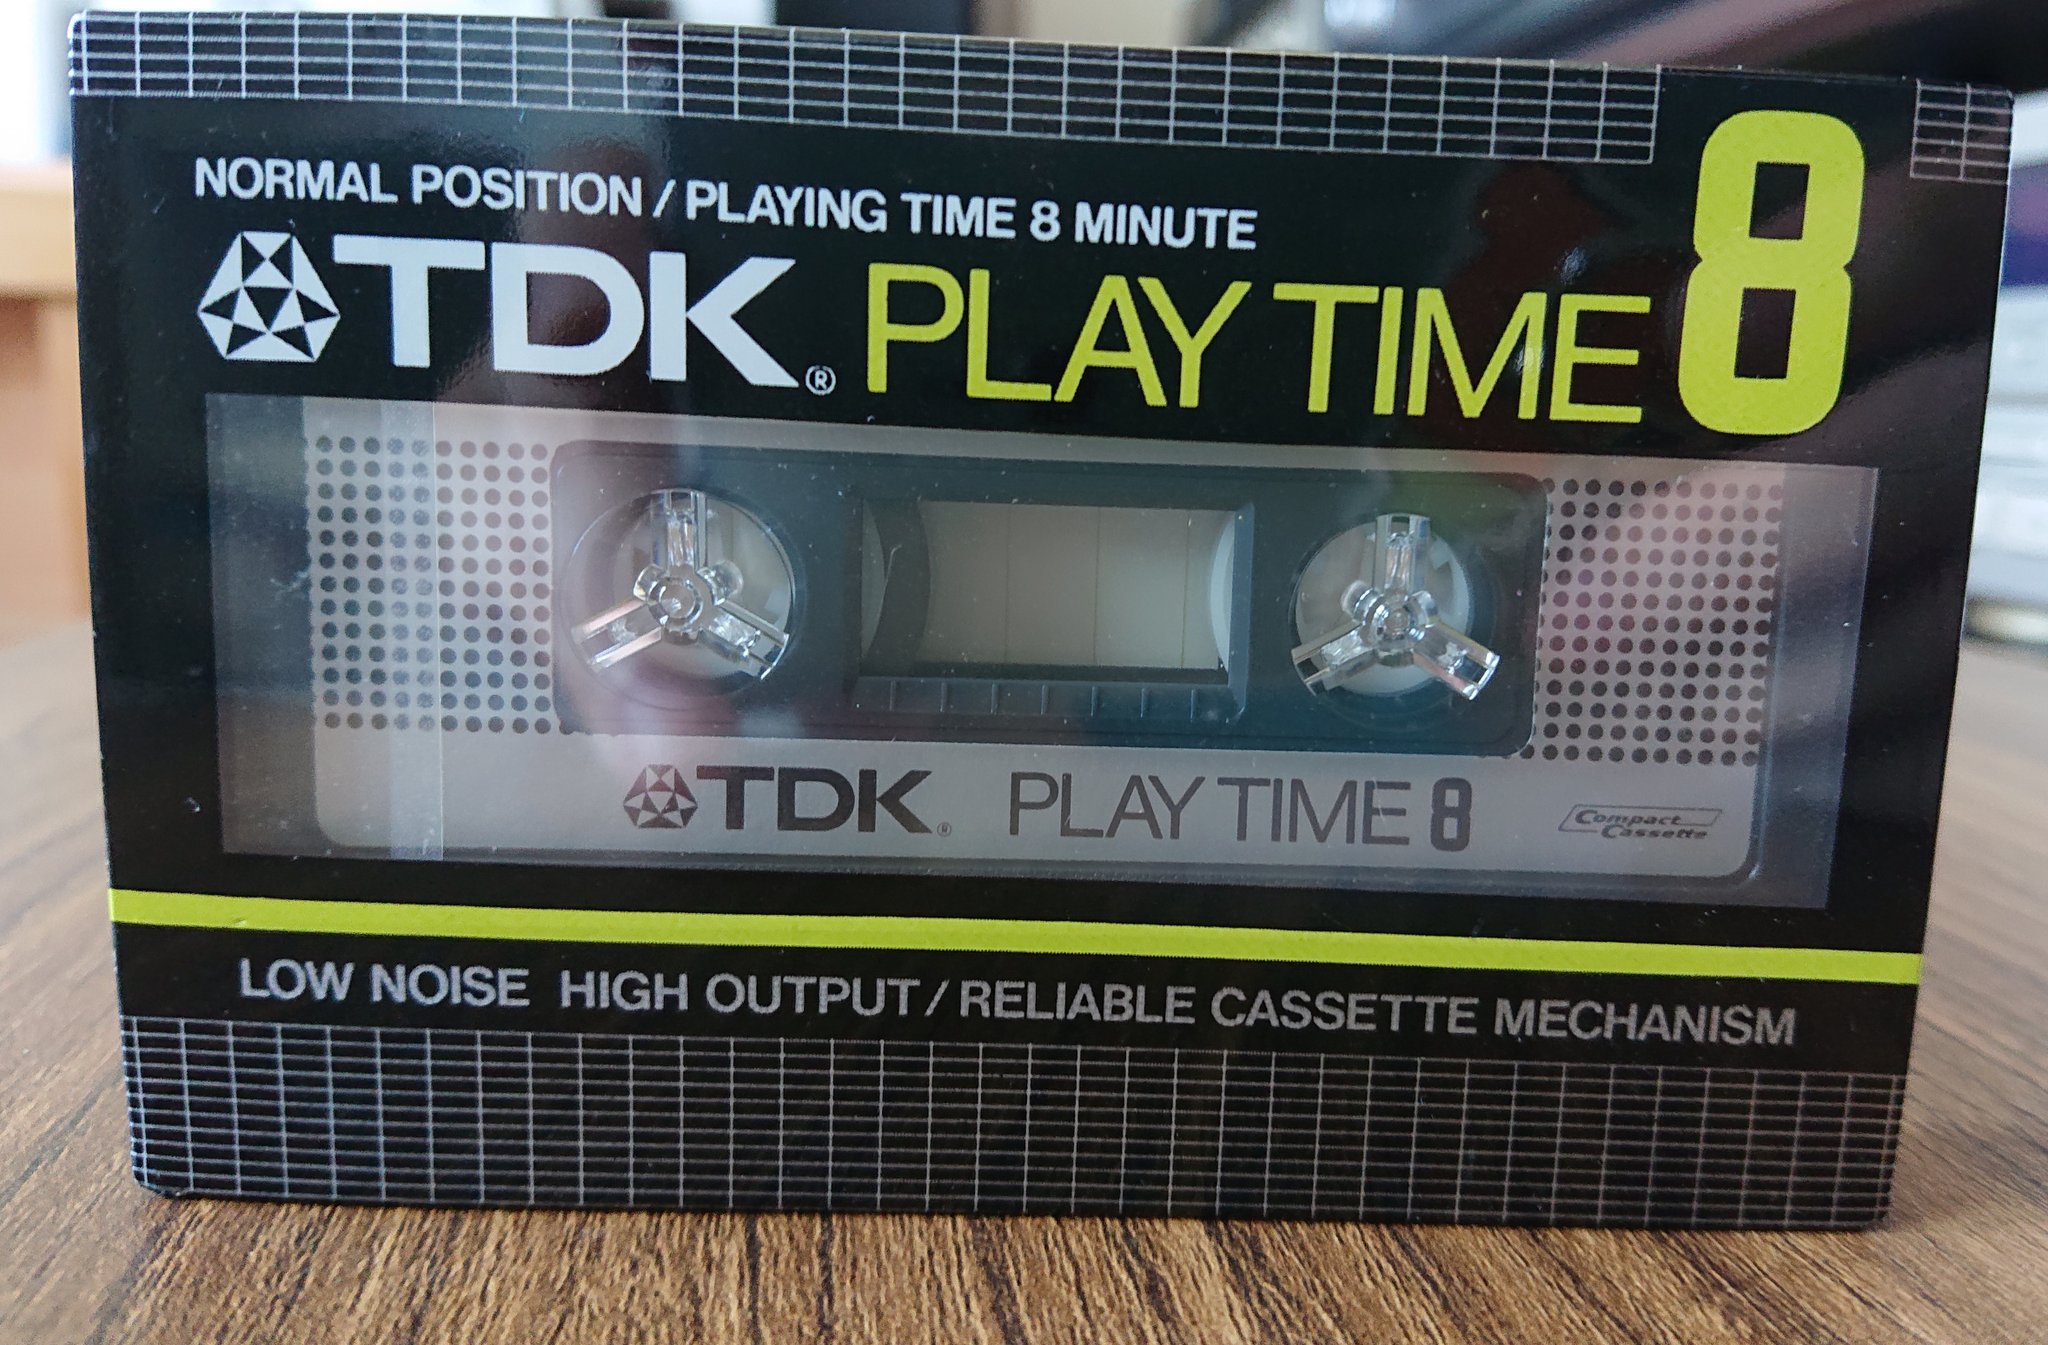 NORMAL POSITION / PLAYING TIME 8 MINUTE
TDK® PLAY TIME 8
TDK® PLAY TIME 8
Compact
Cassette
LOW NOISE HIGH OUTPUT / RELIABLE CASSETTE MECHANISM